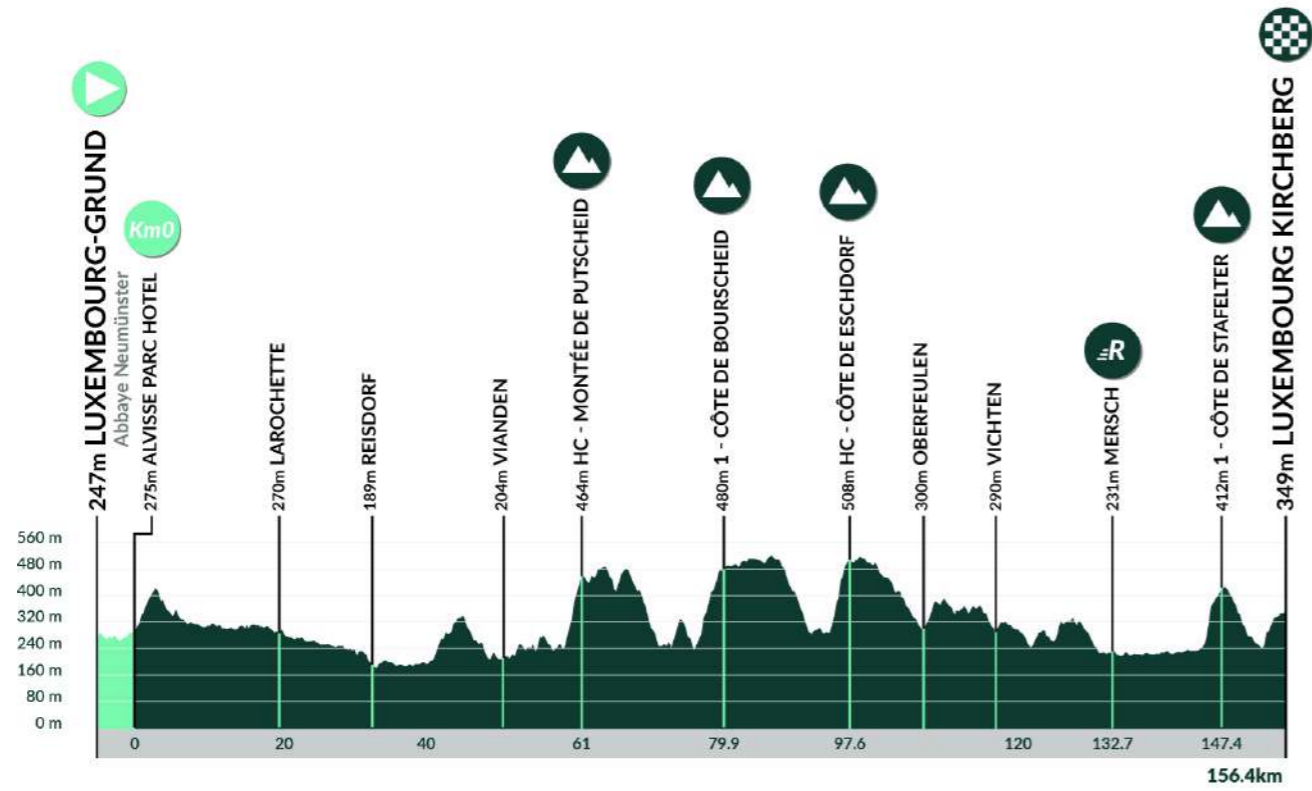 247m LUXEMBOURG-GRUND
Abbaye Neumünster
Km0
275m ALVISSE PARC HOTEL
270m LAROCHETTE
189m REISDORF
204m VIANDEN
464m HC - MONTÉE DE PUTSCHEID
480m 1 - CÔTE DE BOURSCHEID
508m HC - CÔTE DE ESCHDORF
300m OBERFEULEN
290m VICHTEN
R
231m MERSCH
412m 1 - CÔTE DE STAFELTER
349m LUXEMBOURG KIRCHBERG
560 m
480 m
400 m
320 m
240 m
160 m
80 m
0 m
0 20 40 61 79.9 97.6 120 132.7 147.4
156.4km